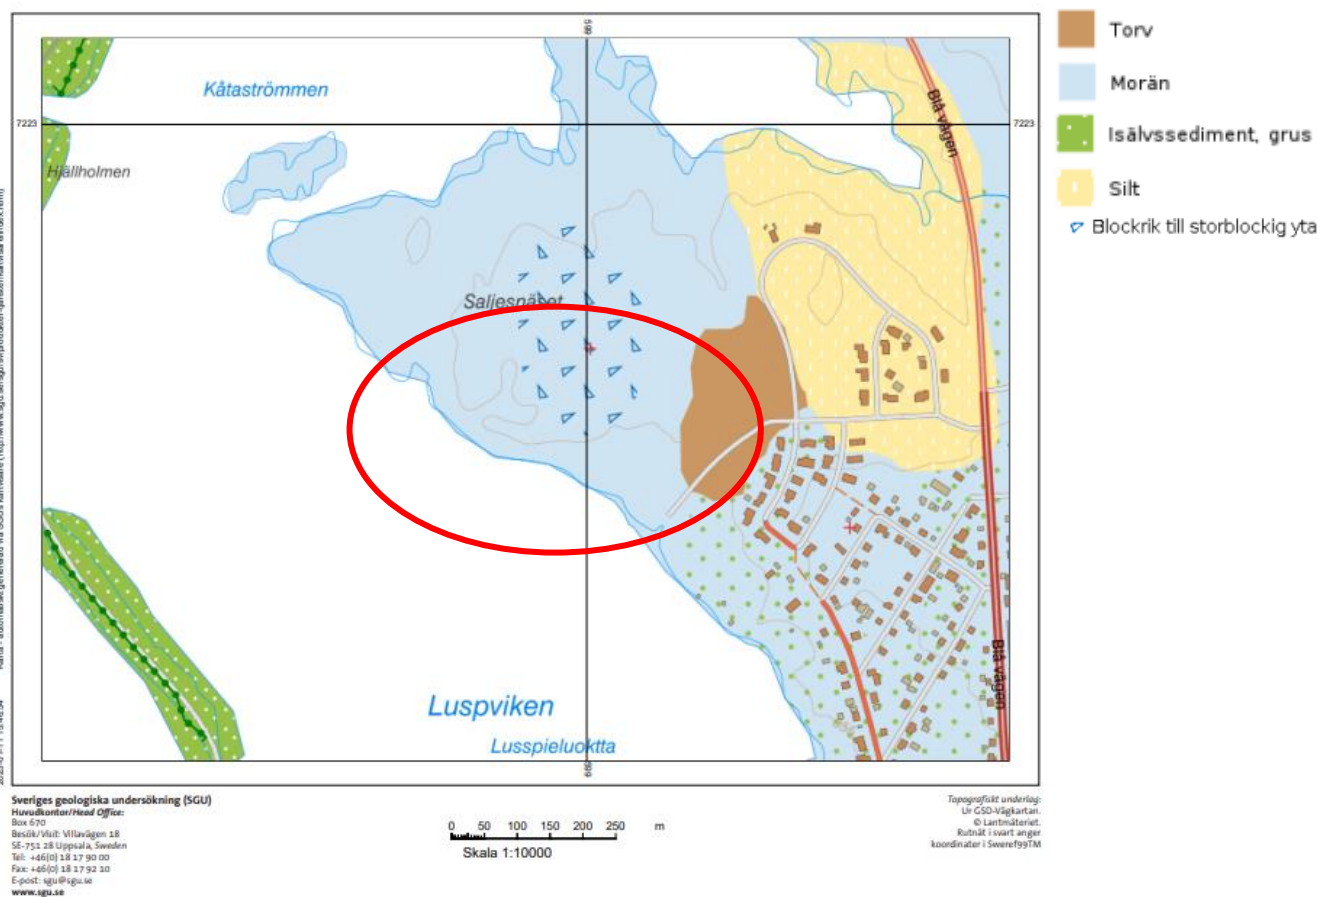 Torv
Morän
Isälvssediment, grus
Silt
Blockrik till storblockig yta
599
7223
7223
Kåtaströmmen
Hjällholmen
Blå vägen
Saljesnäset
Blå vägen
Luspviken
Lusspieluoktta
599
Sveriges geologiska undersökning (SGU)
Huvudkontor/Head Office:
Box 670
Besök/Visit: Villavägen 18
SE-751 28 Uppsala, Sweden
Tel: +46(0) 18 17 90 00
Fax: +46(0) 18 17 92 10
E-post: sgu@sgu.se
www.sgu.se
0 50 100 150 200 250 m
Skala 1:10000
Topografiskt underlag:
Ur GSD-Vägkartan.
© Lantmäteriet.
Rutnät i svart anger
koordinater i Sweref99TM